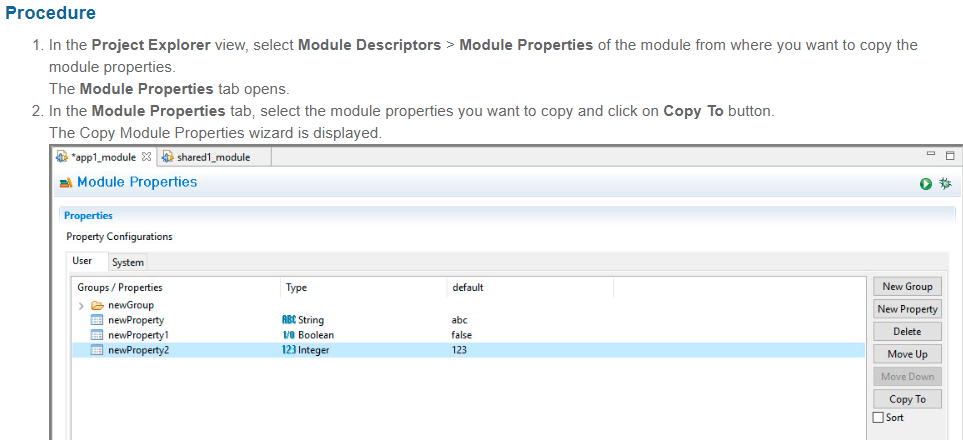 Procedure
1. In the Project Explorer view, select Module Descriptors > Module Properties of the module from where you want to copy the
module properties.
The Module Properties tab opens.
2. In the Module Properties tab, select the module properties you want to copy and click on Copy To button.
The Copy Module Properties wizard is displayed.
*app1_module shared1_module
Module Properties
Properties
Property Configurations
User System
Groups / Properties Type default
newGroup
newProperty ABC String abc
newProperty1 1/0 Boolean false
newProperty2 123 Integer 123
New Group
New Property
Delete
Move Up
Move Down
Copy To
Sort